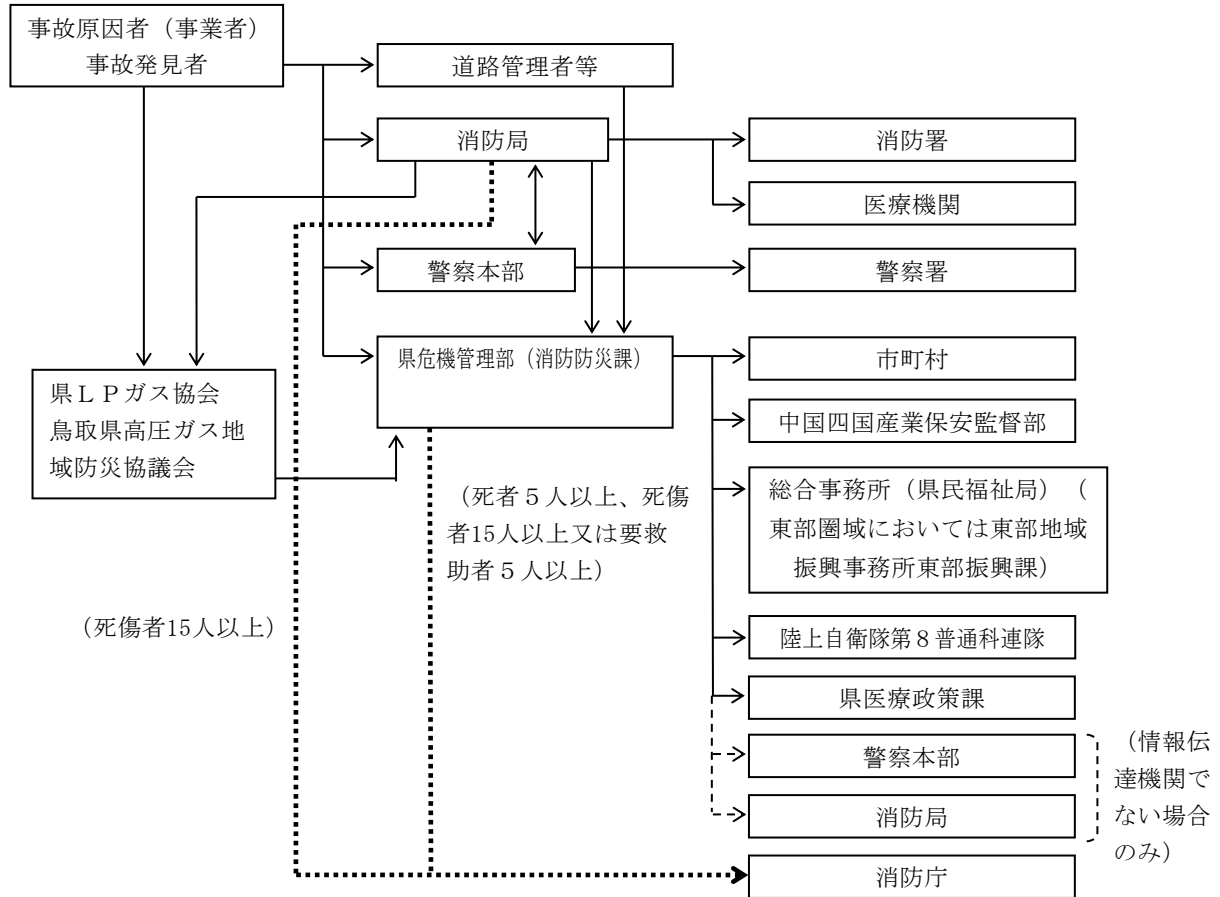 事故原因者（事業者）
事故発見者
道路管理者等
消防局
消防署
医療機関
警察本部
警察署
県危機管理部（消防防災課）
市町村
県ＬＰガス協会
鳥取県高圧ガス地
域防災協議会
中国四国産業保安監督部
（死者５人以上、死傷
者15人以上又は要救
助者５人以上）
総合事務所（県民福祉局）（
東部圏域においては東部地域
振興事務所東部振興課）
（死傷者15人以上）
陸上自衛隊第８普通科連隊
県医療政策課
警察本部
消防局
（情報伝
達機関で
ない場合
のみ）
消防庁